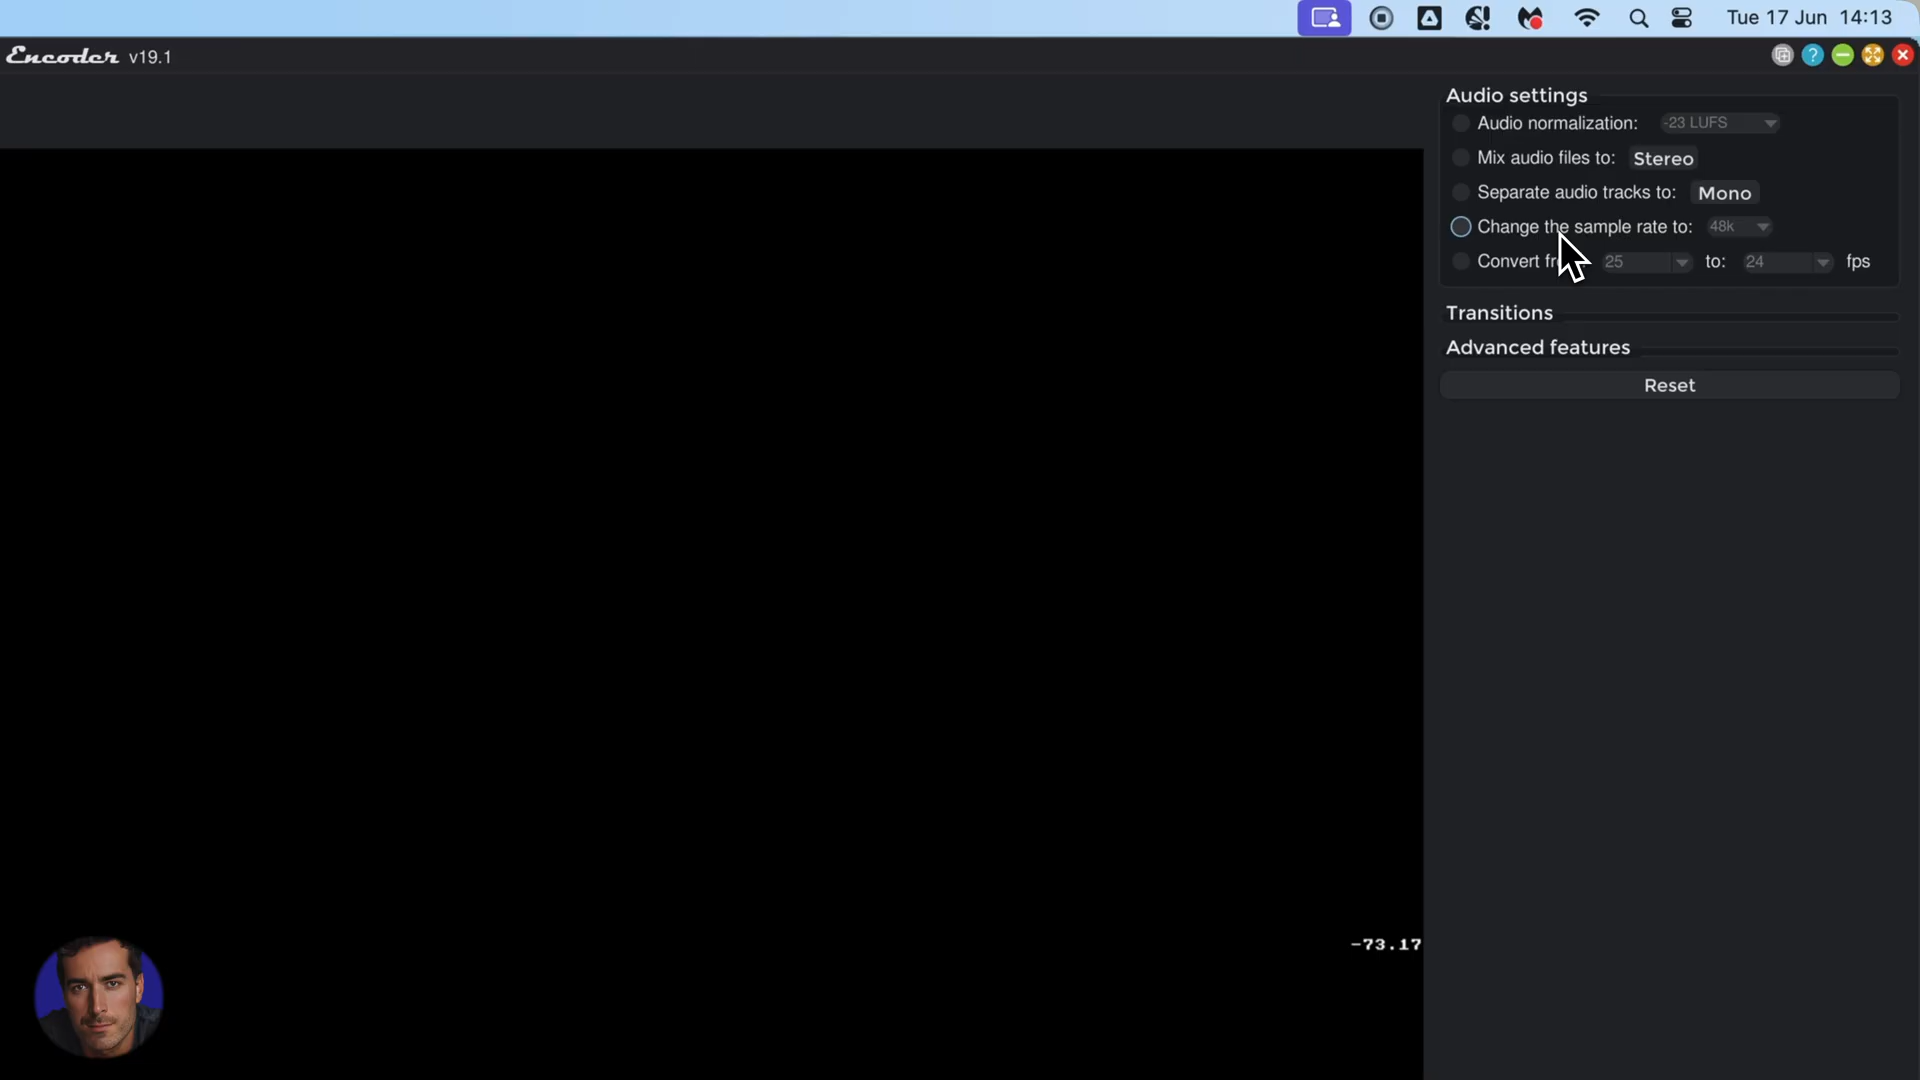 Tue 17 Jun 14:13
Encoder v19.1
Audio settings
Audio normalization: -23 LUFS
Mix audio files to: Stereo
Separate audio tracks to: Mono
Change the sample rate to: 48k
Convert 25 to: 24 fps
Transitions
Advanced features
Reset
-73.17